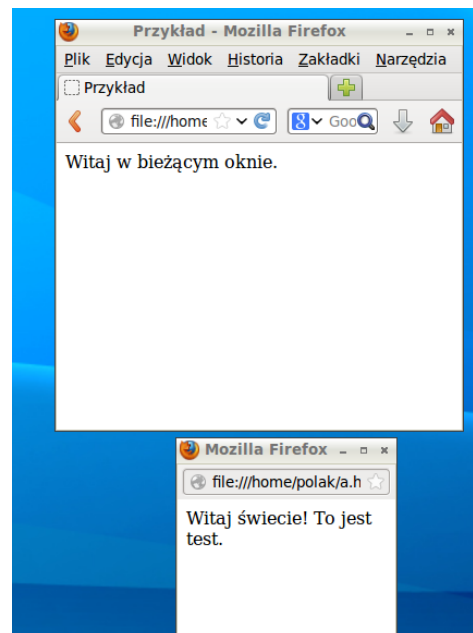 Przykład - Mozilla Firefox
Plik Edycja Widok Historia Zakładki Narzędzia
Przykład
file:///home Goo
Witaj w bieżącym oknie.
Mozilla Firefox
file:///home/polak/a.h
Witaj świecie! To jest
test.